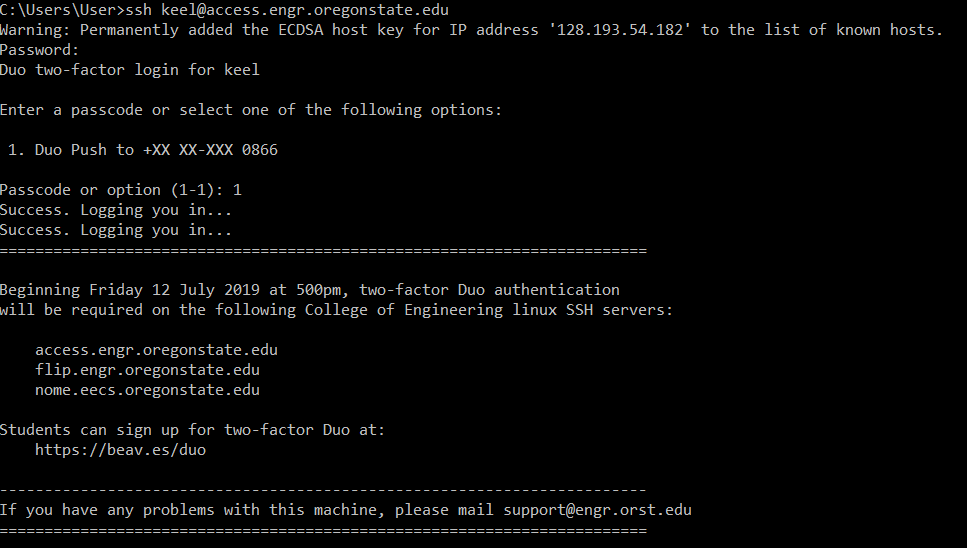 C:\Users\User>ssh keel@access.engr.oregonstate.edu
Warning: Permanently added the ECDSA host key for IP address '128.193.54.182' to the list of known hosts.
Password:
Duo two-factor login for keel
Enter a passcode or select one of the following options:
1. Duo Push to +XX XX-XXX 0866
Passcode or option (1-1): 1
Success. Logging you in...
Success. Logging you in...
========================================================================
Beginning Friday 12 July 2019 at 500pm, two-factor Duo authentication
will be required on the following College of Engineering linux SSH servers:
access.engr.oregonstate.edu
flip.engr.oregonstate.edu
nome.eecs.oregonstate.edu
Students can sign up for two-factor Duo at:
https://beav.es/duo
------------------------------------------------------------------------
If you have any problems with this machine, please mail support@engr.orst.edu
========================================================================